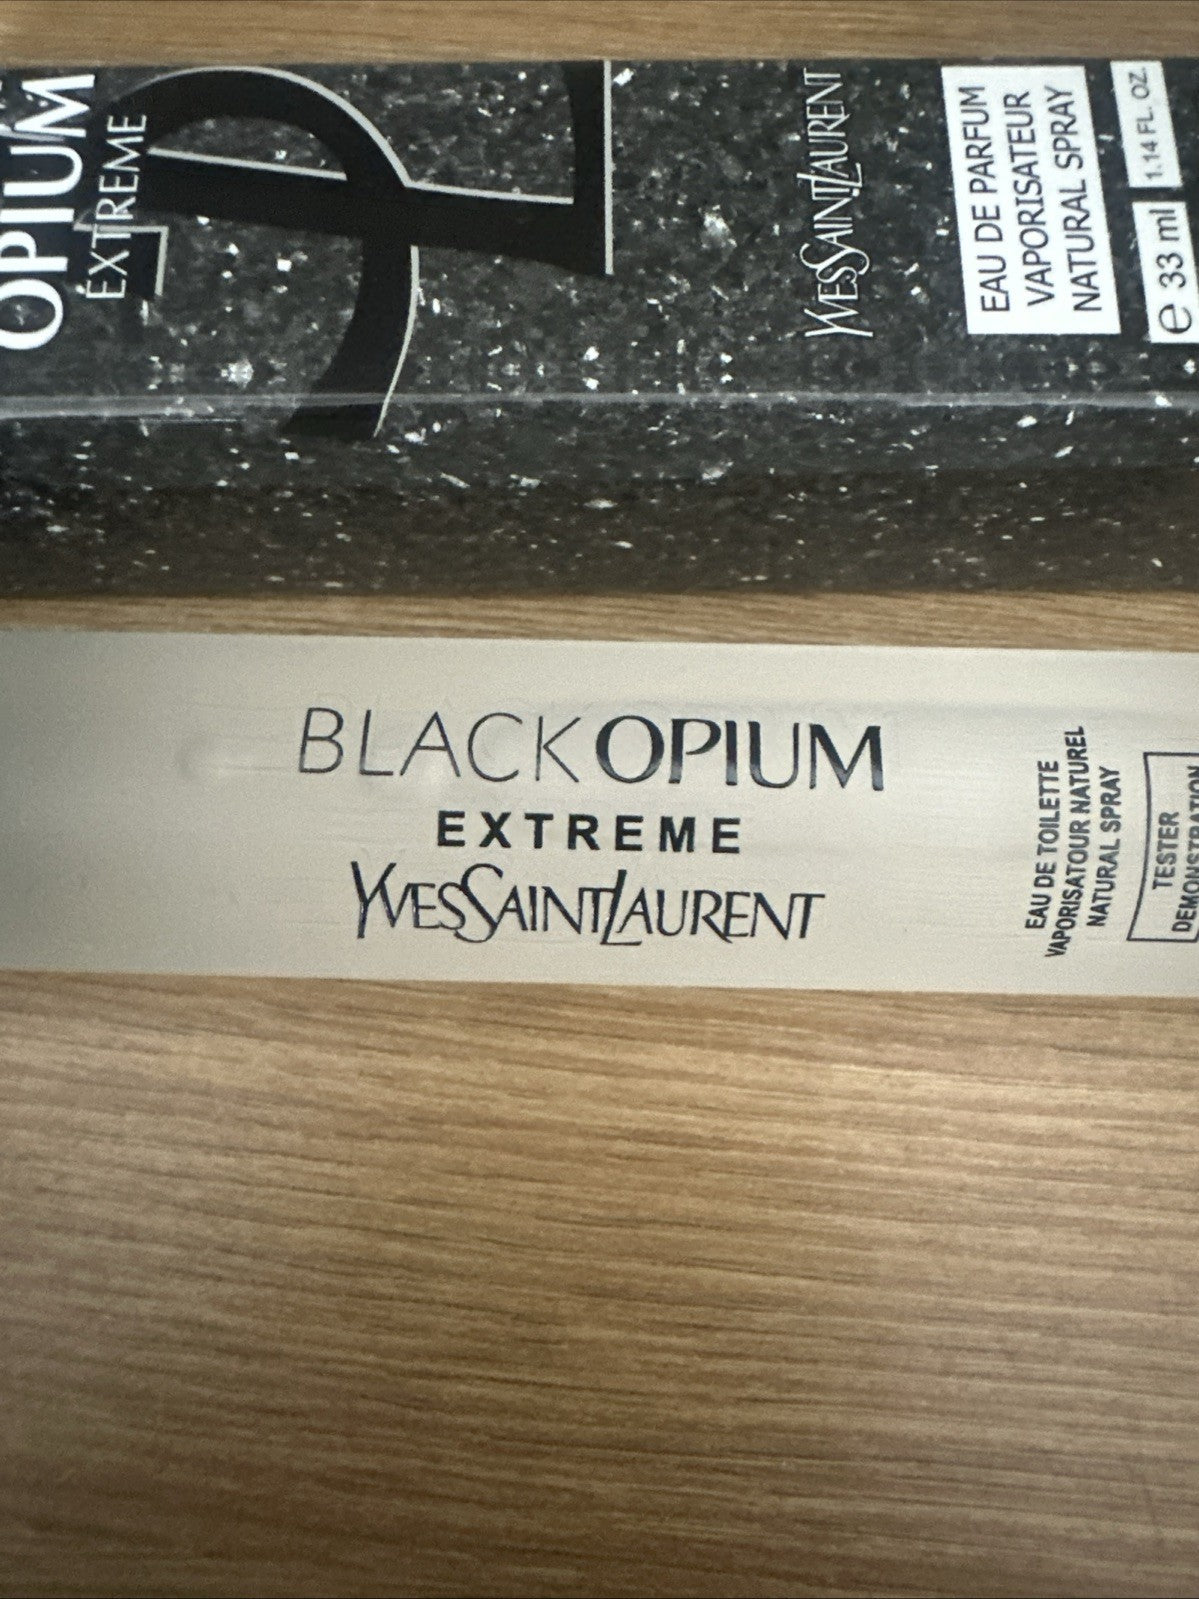 OPIUM
EXTREME
YVESSAINTLAURENT
EAU DE PARFUM
VAPORISATEUR
NATURAL SPRAY
e 33 ml
1.14 FL. OZ.
BLACKOPIUM
EXTREME
YVESSAINTLAURENT
EAU DE TOILETTE
VAPORISATOUR NATUREL
NATURAL SPRAY
TESTER
DEMONSTRATION